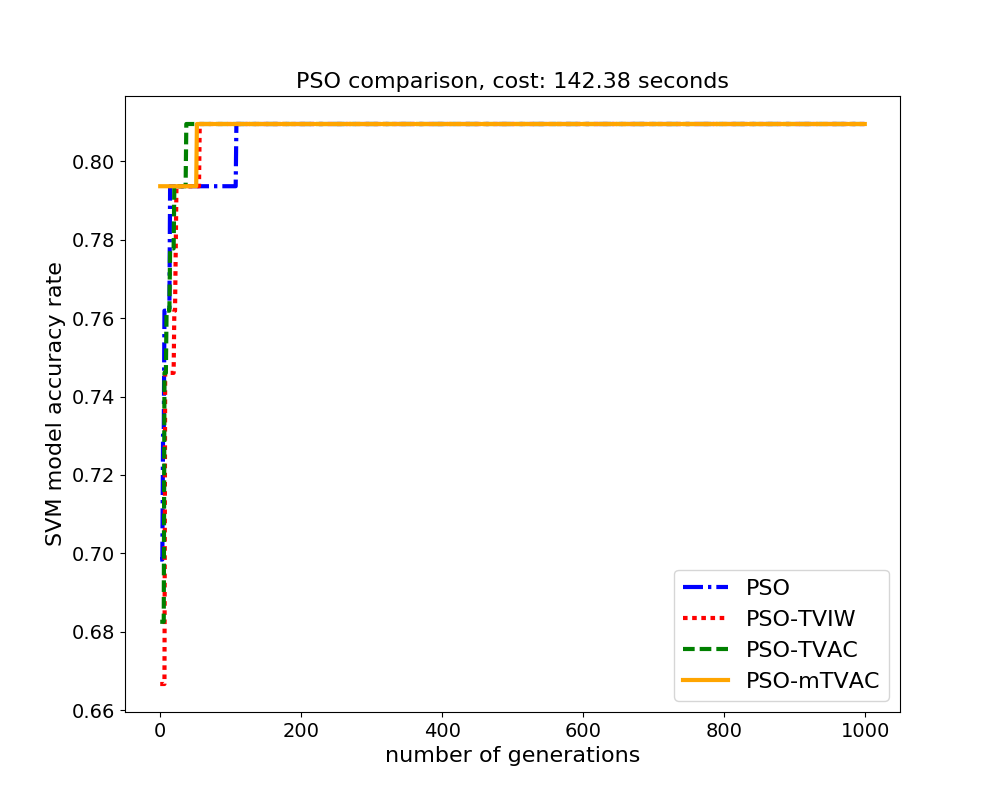 PSO comparison, cost: 142.38 seconds
SVM model accuracy rate
0.80
0.78
0.76
0.74
0.72
0.70
0.68
0.66
0 200 400 600 800 1000
number of generations
PSO
PSO-TVIW
PSO-TVAC
PSO-mTVAC